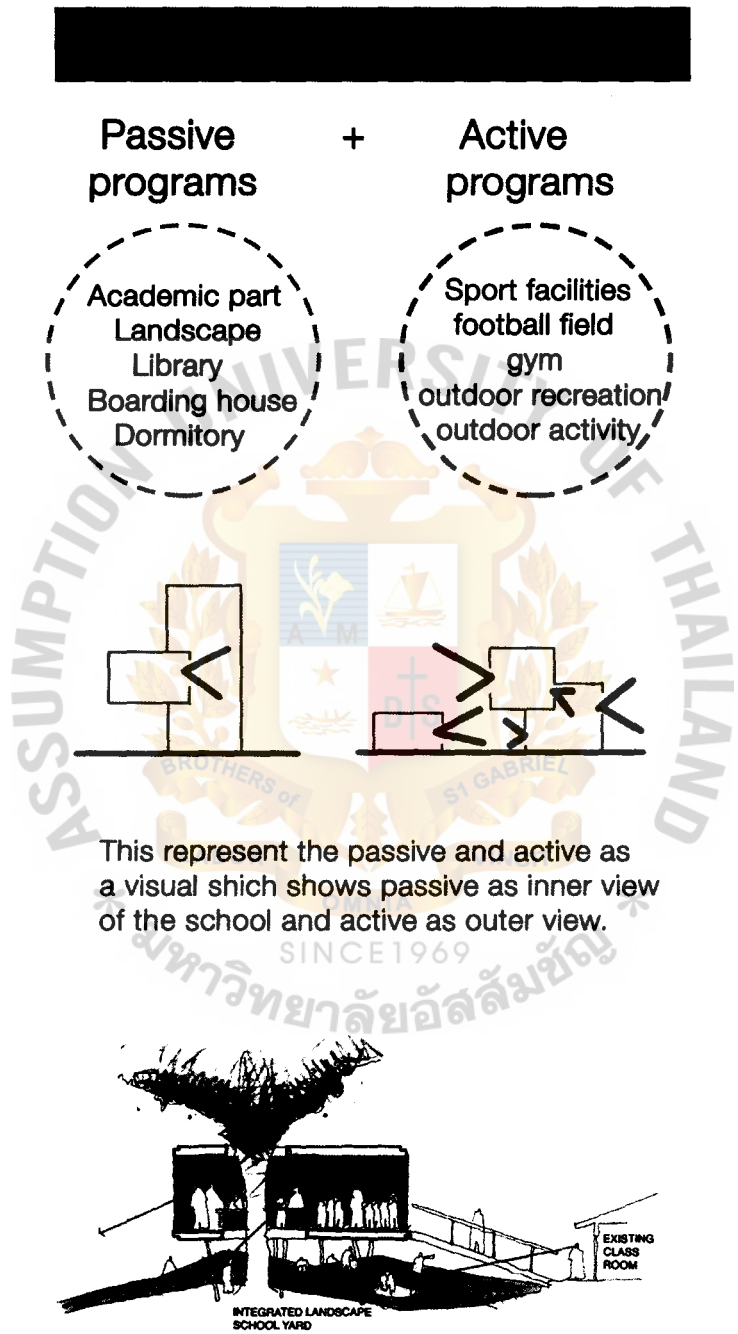 Passive + Active
programs programs
Academic part
Landscape
Library
Boarding house
Dormitory
Sport facilities
football field
gym
outdoor recreation
outdoor activity
ASSUMPTION UNIVERSITY OF THAILAND
A M
D S
BROTHERS of ST GABRIEL
OMNIA
SINCE1969
มหาวิทยาลัยอัสสัมชัญ
This represent the passive and active as
a visual shich shows passive as inner view
of the school and active as outer view.
EXISTING
CLASS
ROOM
INTEGRATED LANDSCAPE
SCHOOL YARD